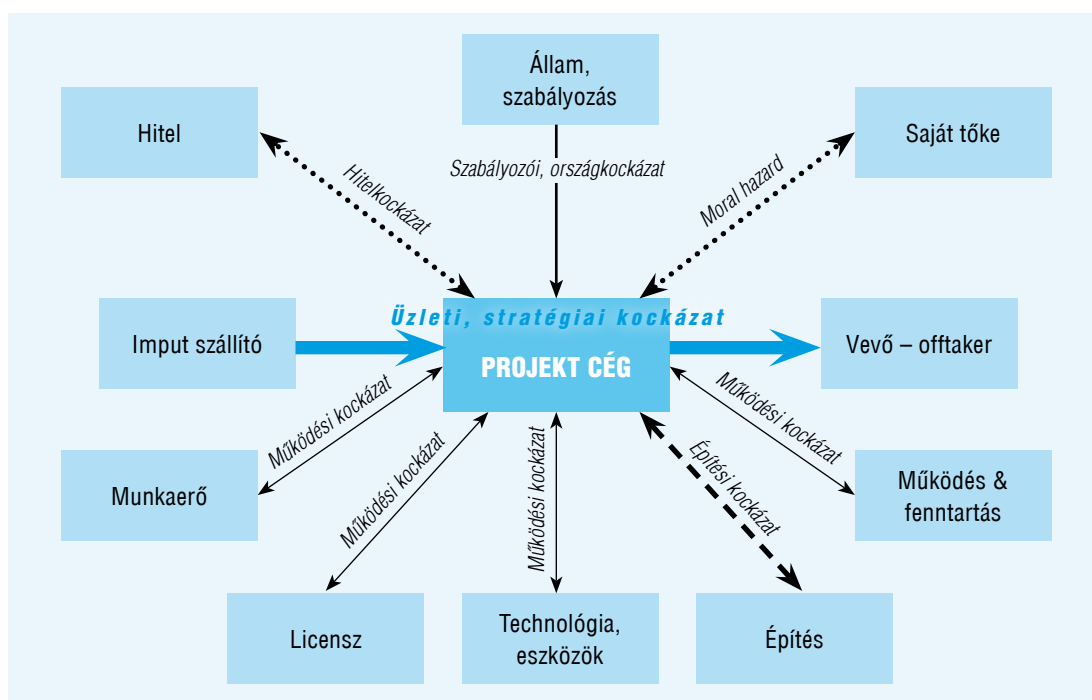 Állam,
szabályozás
Hitel
Saját tőke
Hitelkockázat
Szabályozói, országkockázat
Moral hazard
Üzleti, stratégiai kockázat
Imput szállító
PROJEKT CÉG
Vevő – offtaker
Működési kockázat
Működési kockázat
Működési kockázat
Működési kockázat
Építési kockázat
Munkaerő
Működés &
fenntartás
Licensz
Technológia,
eszközök
Építés